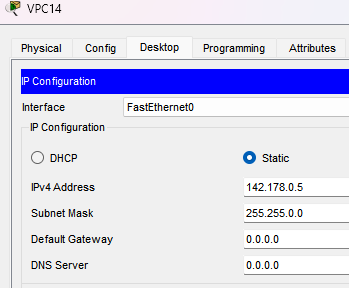 VPC14
Physical Config Desktop Programming Attributes
IP Configuration
Interface FastEthernet0
IP Configuration
DHCP Static
IPv4 Address 142.178.0.5
Subnet Mask 255.255.0.0
Default Gateway 0.0.0.0
DNS Server 0.0.0.0